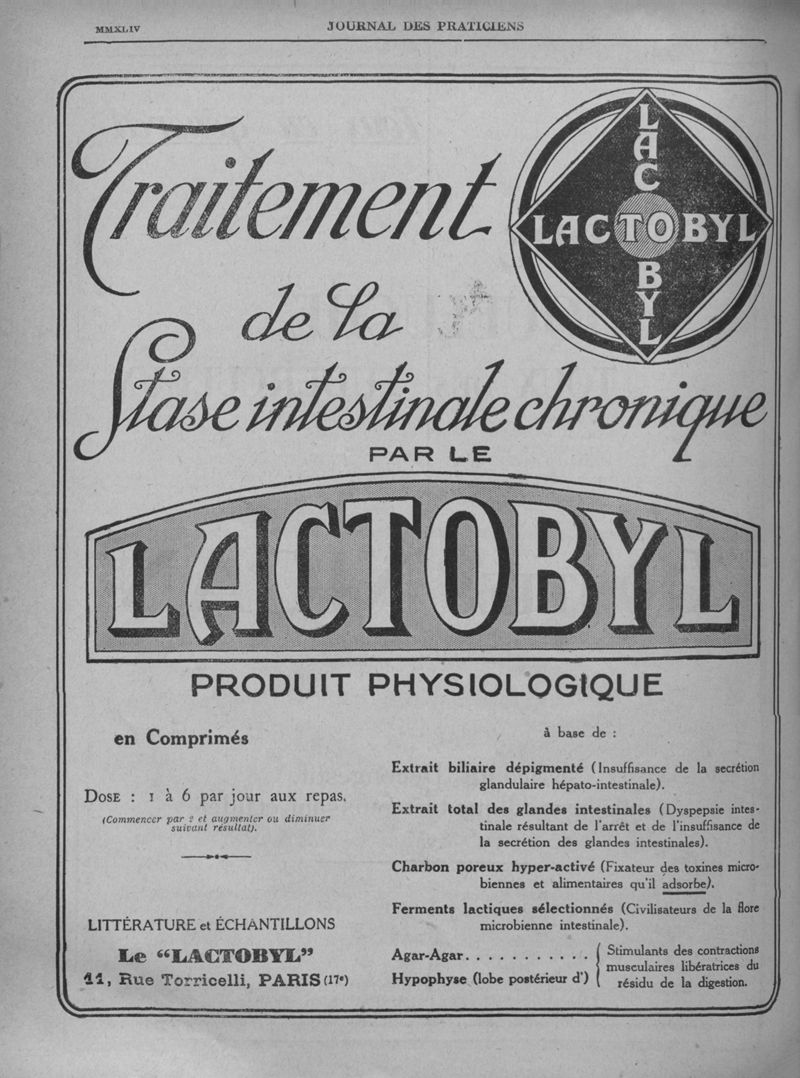 MMXLIV
JOURNAL DES PRATICIENS
Traitement
LACTOBYL
LACTOBYL
de la
Stase intestinale chronique
PAR LE
LACTOBYL
PRODUIT PHYSIOLOGIQUE
en Comprimés
DOSE : 1 à 6 par jour aux repas.
(Commencer par 2 et augmenter ou diminuer
suivant résultat).
LITTÉRATURE et ÉCHANTILLONS
Le “LACTOBYL”
11, Rue Torricelli, PARIS (17e)
à base de :
Extrait biliaire dépigmenté (Insuffisance de la secrétion
glandulaire hépato-intestinale).
Extrait total des glandes intestinales (Dyspepsie intes-
tinale résultant de l'arrêt et de l'insuffisance de
la secrétion des glandes intestinales).
Charbon poreux hyper-activé (Fixateur des toxines micro-
biennes et alimentaires qu'il adsorbe).
Ferments lactiques sélectionnés (Civilisateurs de la flore
microbienne intestinale).
Agar-Agar. . . . . . . . . . .
Hypophyse (lobe postérieur d')
Stimulants des contractions
musculaires libératrices du
résidu de la digestion.